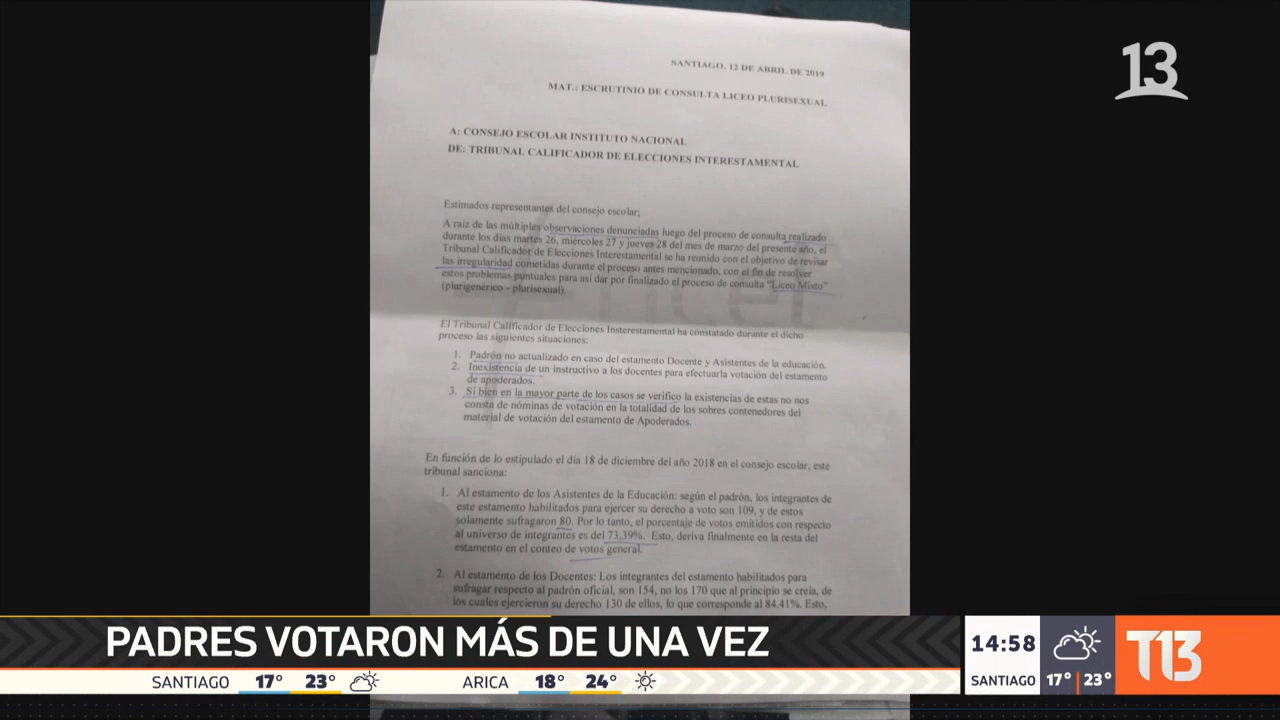 13
SANTIAGO, 12 DE ABRIL DE 2019
MAT.: ESCRUTINIO DE CONSULTA LICEO PLURISEXUAL
A: CONSEJO ESCOLAR INSTITUTO NACIONAL
DE: TRIBUNAL CALIFICADOR DE ELECCIONES INTERESTAMENTAL
Estimados representantes del consejo escolar;
A raíz de las múltiples observaciones denunciadas luego del proceso de consulta realizado
durante los días martes 26, miércoles 27 y jueves 28 del mes de marzo del presente año, el
Tribunal Calificador de Elecciones Interestamental se ha reunido con el objetivo de revisar
las irregularidad cometidas durante el proceso antes mencionado, con el fin de resolver
estos problemas puntuales para así dar por finalizado el proceso de consulta "Liceo Mixto"
(plurigenérico - plurisexual).
El Tribunal Calificador de Elecciones Insterestamental ha constatado durante el dicho
proceso las siguientes situaciones:
1. Padrón no actualizado en caso del estamento Docente y Asistentes de la educación.
2. Inexistencia de un instructivo a los docentes para efectuarla votación del estamento
de apoderados.
3. Si bien en la mayor parte de los casos se verifico la existencias de estas no nos
consta de nóminas de votación en la totalidad de los sobres contenedores del
material de votación del estamento de Apoderados.
En función de lo estipulado el día 18 de diciembre del año 2018 en el consejo escolar, este
tribunal sanciona:
1. Al estamento de los Asistentes de la Educación: según el padrón, los integrantes de
este estamento habilitados para ejercer su derecho a voto son 109, y de estos
solamente sufragaron 80. Por lo tanto, el porcentaje de votos emitidos con respecto
al universo de integrantes es del 73,39%. Esto, deriva finalmente en la resta del
estamento en el conteo de votos general.
2. Al estamento de los Docentes: Los integrantes del estamento habilitados para
sufragar respecto al padrón oficial, son 154, no los 170 que al principio se creía, de
los cuales ejercieron su derecho 130 de ellos, lo que corresponde al 84.41%. Esto,
PADRES VOTARON MÁS DE UNA VEZ
14:58
SANTIAGO 17° 23°
T13
SANTIAGO 17° 23° ARICA 18° 24°